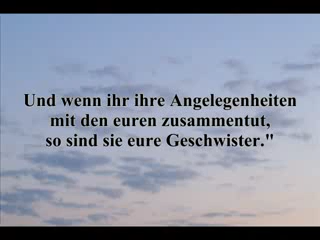 Und wenn ihr ihre Angelegenheiten
mit den euren zusammentut,
so sind sie eure Geschwister."